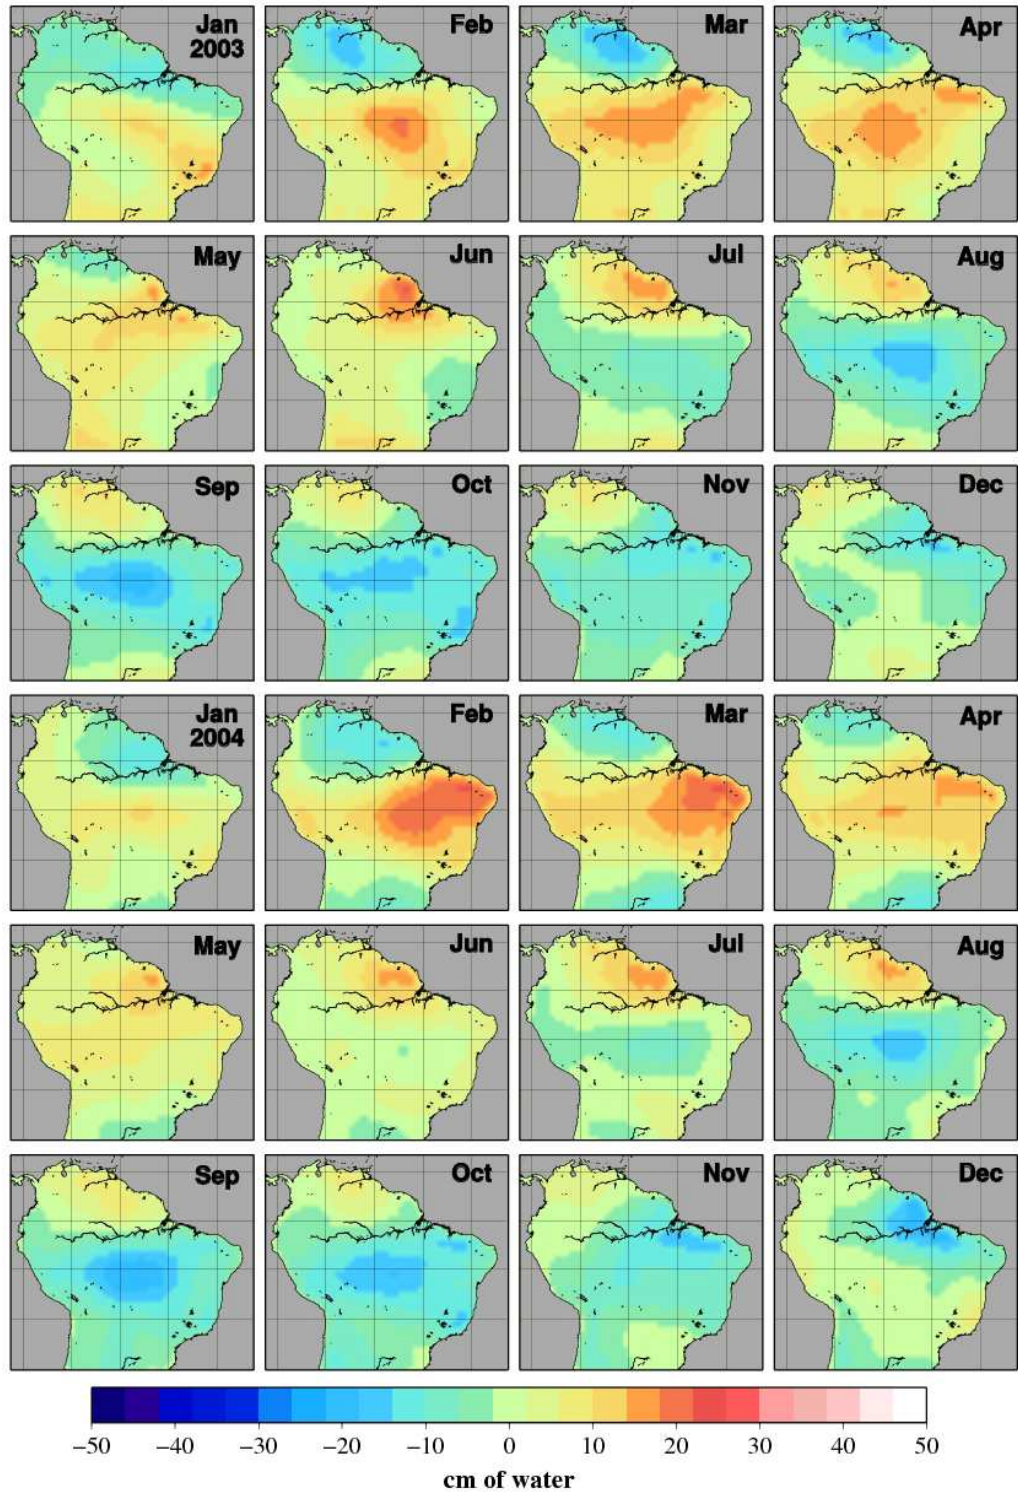 Jan
2003
Feb
Mar
Apr
May
Jun
Jul
Aug
Sep
Oct
Nov
Dec
Jan
2004
Feb
Mar
Apr
May
Jun
Jul
Aug
Sep
Oct
Nov
Dec
−50 −40 −30 −20 −10 0 10 20 30 40 50
cm of water